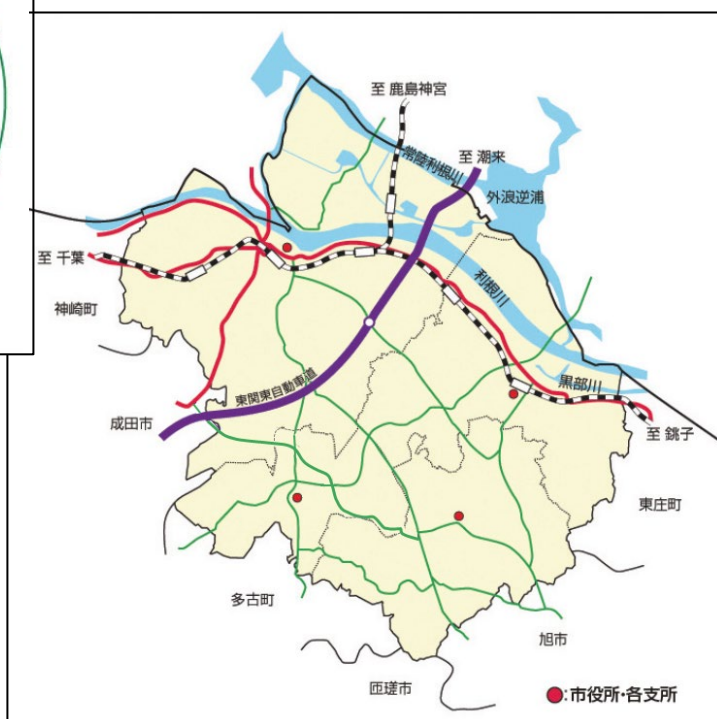 至 鹿島神宮
常陸利根川
至 潮来
外浪逆浦
至 千葉
利根川
神崎町
東関東自動車道
黒部川
成田市
至 銚子
東庄町
多古町
旭市
匝瑳市
:市役所・各支所